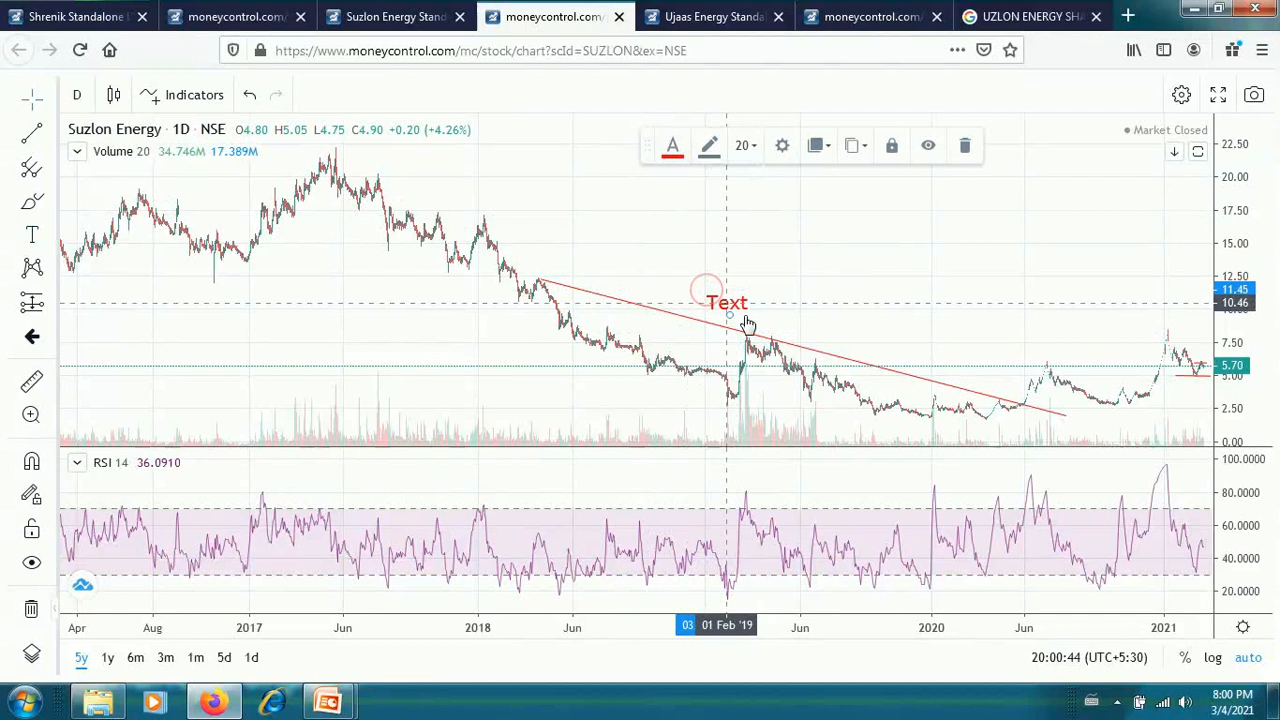 Shrenik Standalone D
moneycontrol.com/
Suzlon Energy Stand
moneycontrol.com/
Ujaas Energy Standa
moneycontrol.com/
UZLON ENERGY SHA
https://www.moneycontrol.com/mc/stock/chart?scId=SUZLON&ex=NSE
D
Indicators
Suzlon Energy · 1D · NSE O4.80 H5.05 L4.75 C4.90 +0.20 (+4.26%)
Market Closed
Volume 20 34.746M 17.389M
A
20
22.50
20.00
17.50
15.00
12.50
11.45
10.46
Text
7.50
5.70
5.00
2.50
0.00
RSI 14 36.0910
100.0000
80.0000
60.0000
40.0000
20.0000
Apr Aug 2017 Jun 2018 Jun 03 01 Feb '19 Jun 2020 Jun 2021
5y 1y 6m 3m 1m 5d 1d
20:00:44 (UTC+5:30) % log auto
8:00 PM
3/4/2021